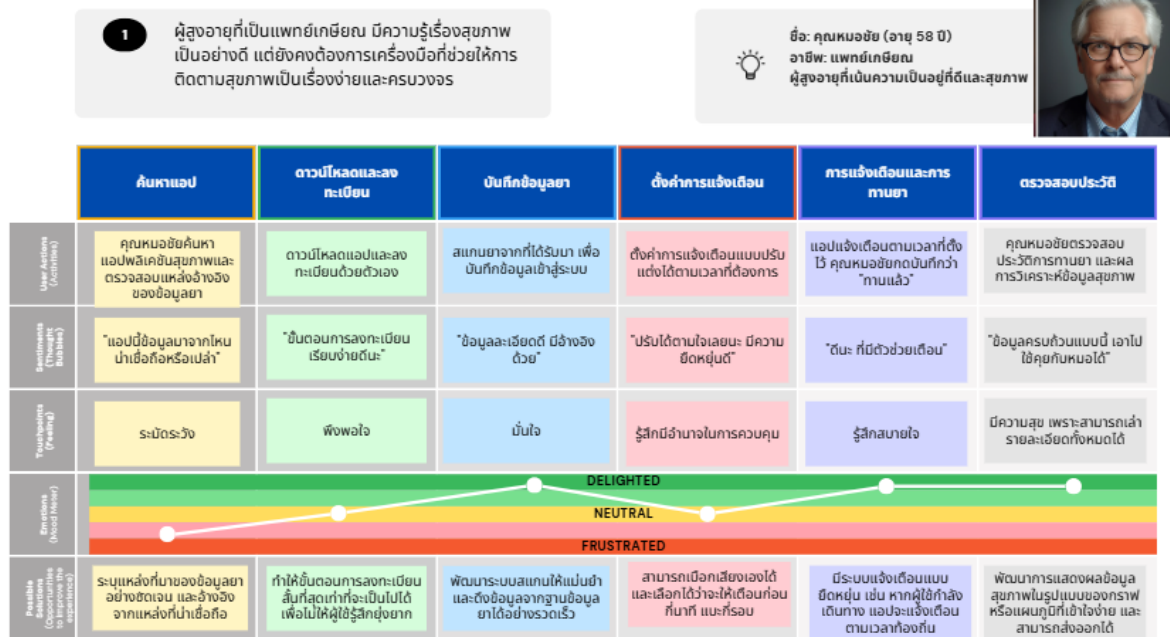 1
ผู้สูงอายุที่เป็นแพทย์เกษียณ มีความรู้เรื่องสุขภาพ
เป็นอย่างดี แต่ยังคงต้องการเครื่องมือที่ช่วยให้การ
ติดตามสุขภาพเป็นเรื่องง่ายและครบวงจร
ชื่อ: คุณหมอชัย (อายุ 58 ปี)
อาชีพ: แพทย์เกษียณ
ผู้สูงอายุที่เน้นความเป็นอยู่ที่ดีและสุขภาพ
ค้นหาแอป
ดาวน์โหลดและลง
ทะเบียน
บันทึกข้อมูลยา
ตั้งค่าการแจ้งเตือน
การแจ้งเตือนและการ
ทานยา
ตรวจสอบประวัติ
User Actions
(Activities)
คุณหมอชัยค้นหา
แอปพลิเคชันสุขภาพและ
ตรวจสอบแหล่งอ้างอิง
ของข้อมูลยา
ดาวน์โหลดแอปและลง
ทะเบียนด้วยตัวเอง
สแกนยาจากที่ได้รับมา เพื่อ
บันทึกข้อมูลเข้าสู่ระบบ
ตั้งค่าการแจ้งเตือนแบบปรับ
แต่งได้ตามเวลาที่ต้องการ
แอปแจ้งเตือนตามเวลาที่ตั้ง
ไว้ คุณหมอชัยกดบันทึกว่า
"ทานแล้ว"
คุณหมอชัยตรวจสอบ
ประวัติการทานยา และผล
การวิเคราะห์ข้อมูลสุขภาพ
Sentiments
(Thought
Bubbles)
"แอปนี้ข้อมูลมาจากไหน
น่าเชื่อถือหรือเปล่า"
"ขั้นตอนการลงทะเบียน
เรียบง่ายดีนะ"
"ข้อมูลละเอียดดี มีอ้างอิง
ด้วย"
"ปรับได้ตามใจเลยนะ มีความ
ยืดหยุ่นดี"
"ดีนะ ที่มีตัวช่วยเตือน"
"ข้อมูลครบถ้วนแบบนี้ เอาไป
ใช้คุยกับหมอได้"
Touchpoints
(Feeling)
ระมัดระวัง
พึงพอใจ
มั่นใจ
รู้สึกมีอำนาจในการควบคุม
รู้สึกสบายใจ
มีความสุข เพราะสามารถเล่า
รายละเอียดทั้งหมดได้
Emotions
(Mood Meter)
DELIGHTED
NEUTRAL
FRUSTRATED
Possible
Solutions
(Opportunities
to improve the
experience)
ระบุแหล่งที่มาของข้อมูลยา
อย่างชัดเจน และอ้างอิง
จากแหล่งที่น่าเชื่อถือ
ทำให้ขั้นตอนการลงทะเบียน
สั้นที่สุดเท่าที่จะเป็นไปได้
เพื่อไม่ให้ผู้ใช้รู้สึกยุ่งยาก
พัฒนาระบบสแกนให้แม่นยำ
และดึงข้อมูลจากฐานข้อมูล
ยาได้อย่างรวดเร็ว
สามารถเบือกเสียงเองได้
และเลือกได้ว่าจะให้เตือนก่อน
กี่นาที แบะกี่รอบ
มีระบบแจ้งเตือนแบบ
ยืดหยุ่น เช่น หากผู้ใช้กำลัง
เดินทาง แอปจะแจ้งเตือน
ตามเวลาท้องถิ่น
พัฒนาการแสดงผลข้อมูล
สุขภาพในรูปแบบของกราฟ
หรือแผนภูมิที่เข้าใจง่าย และ
สามารถส่งออกได้